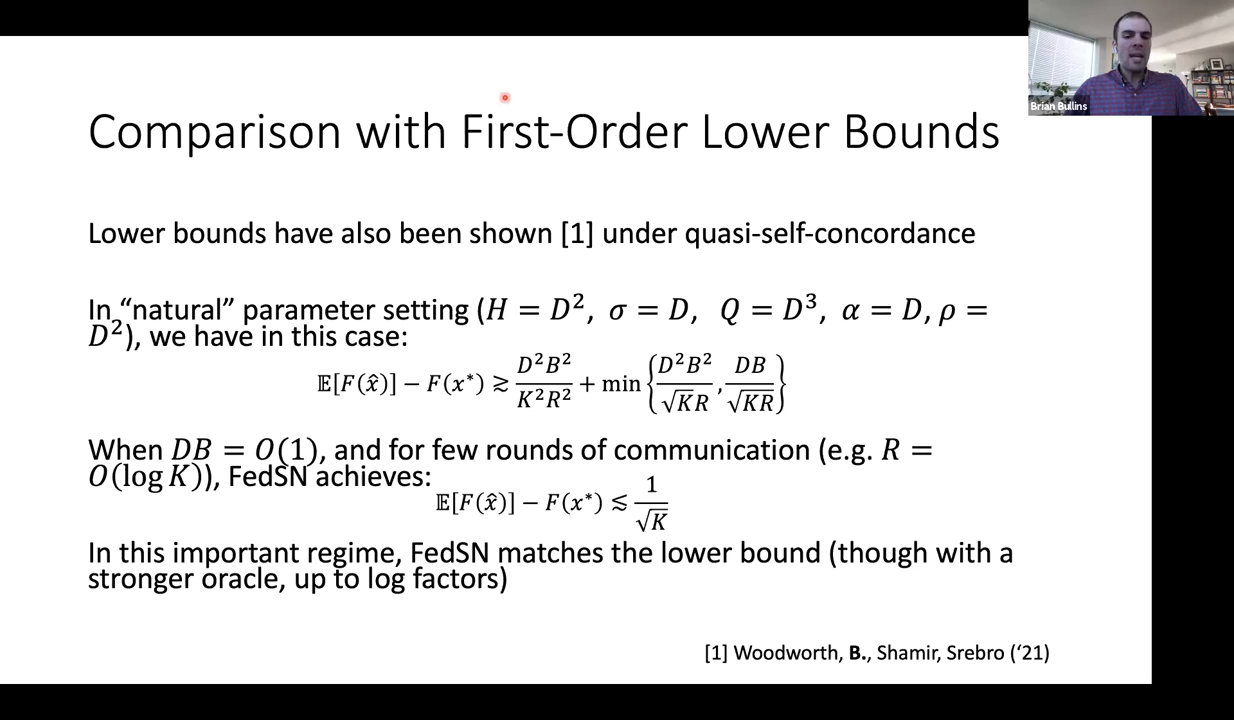 Brian Bullins
Comparison with First-Order Lower Bounds
Lower bounds have also been shown [1] under quasi-self-concordance
In “natural” parameter setting (H = D², σ = D, Q = D³, α = D, ρ =
D²), we have in this case:
𝔼[F(x̂)] − F(x*) ≳ D²B² / K²R² + min { D²B² / √K R , DB / √KR }
When DB = O(1), and for few rounds of communication (e.g. R =
O(log K)), FedSN achieves:
𝔼[F(x̂)] − F(x*) ≲ 1 / √K
In this important regime, FedSN matches the lower bound (though with a
stronger oracle, up to log factors)
[1] Woodworth, B., Shamir, Srebro (‘21)